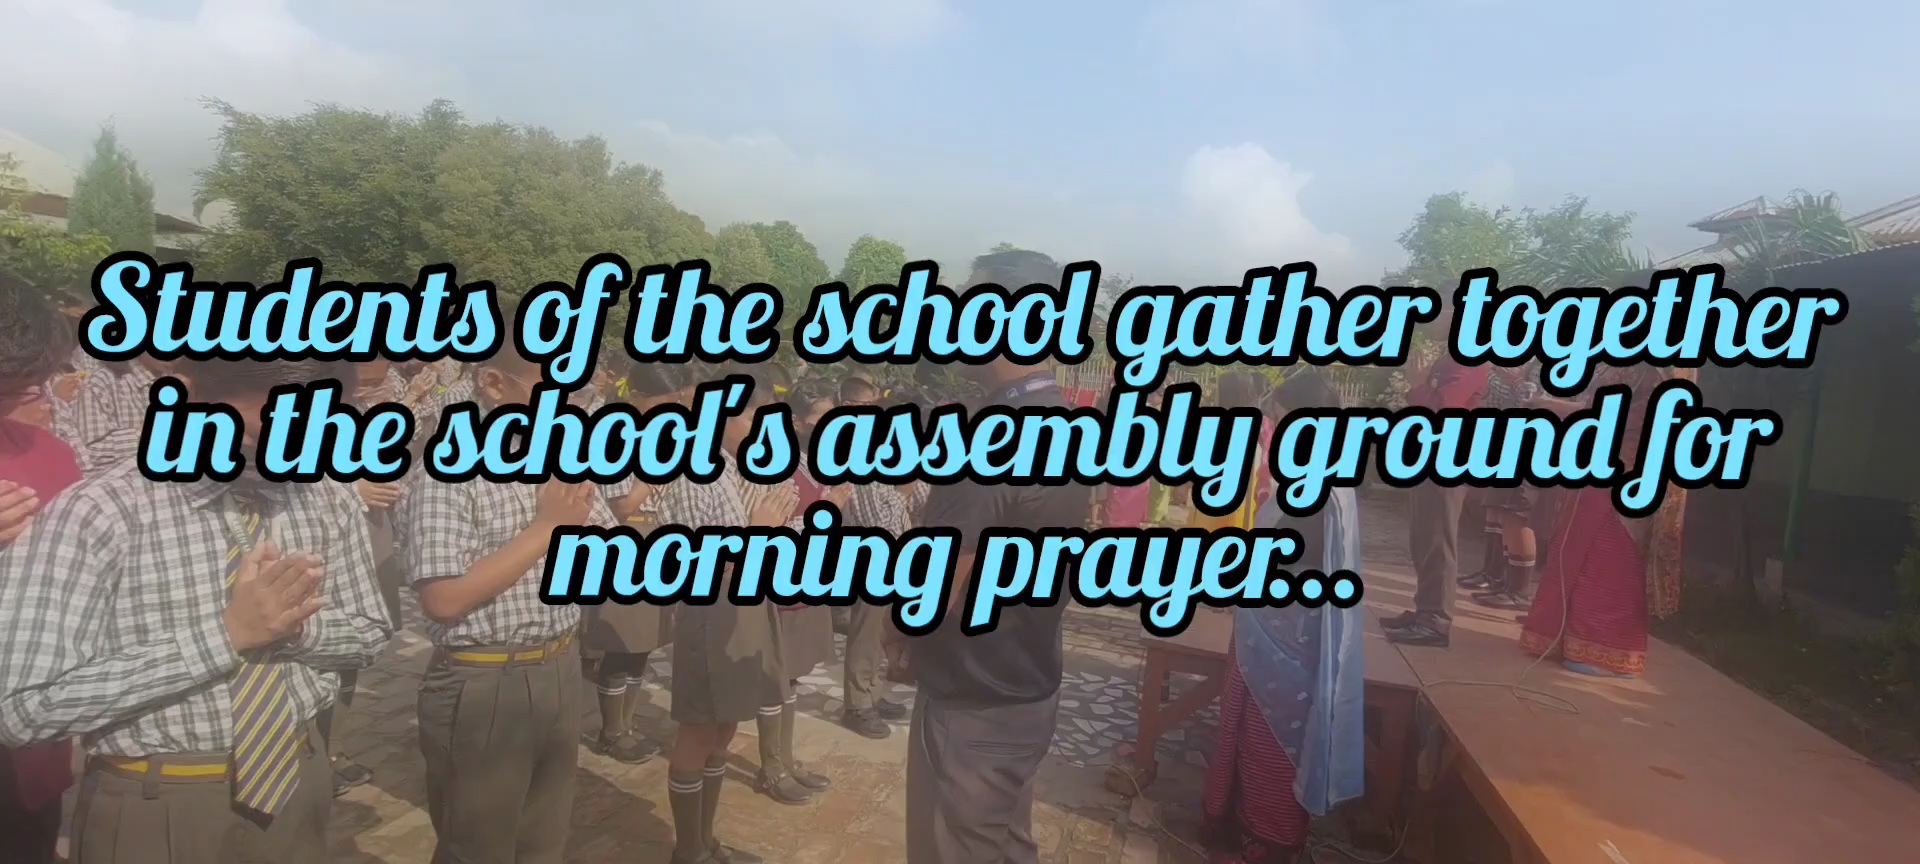 Students of the school gather together
in the school's assembly ground for
morning prayer...